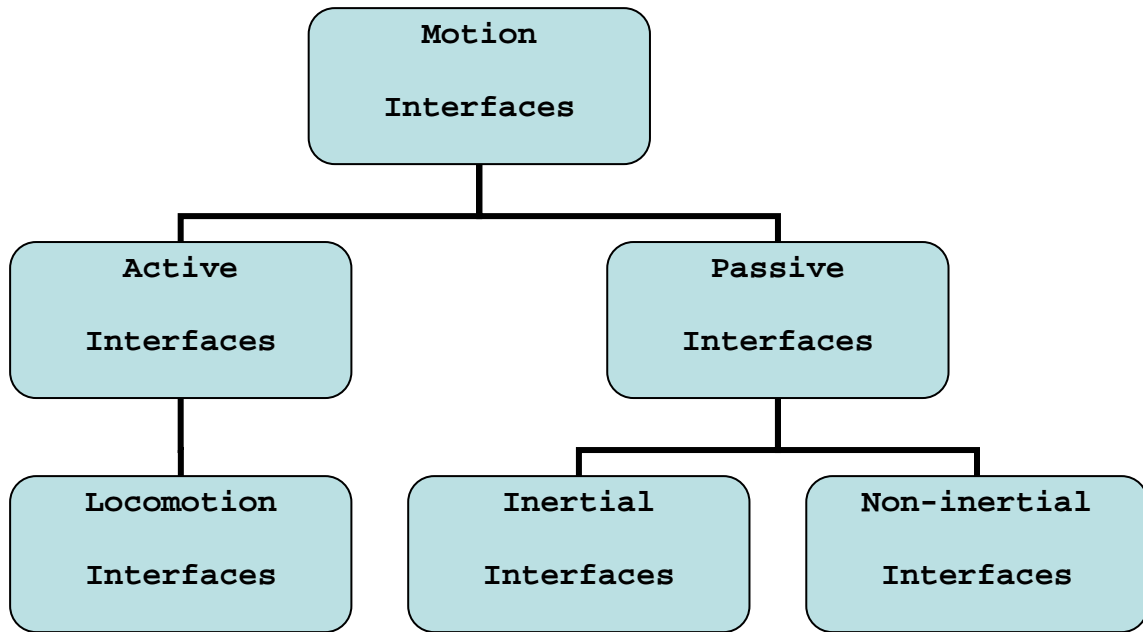 Motion
Interfaces
Active
Interfaces
Passive
Interfaces
Locomotion
Interfaces
Inertial
Interfaces
Non-inertial
Interfaces